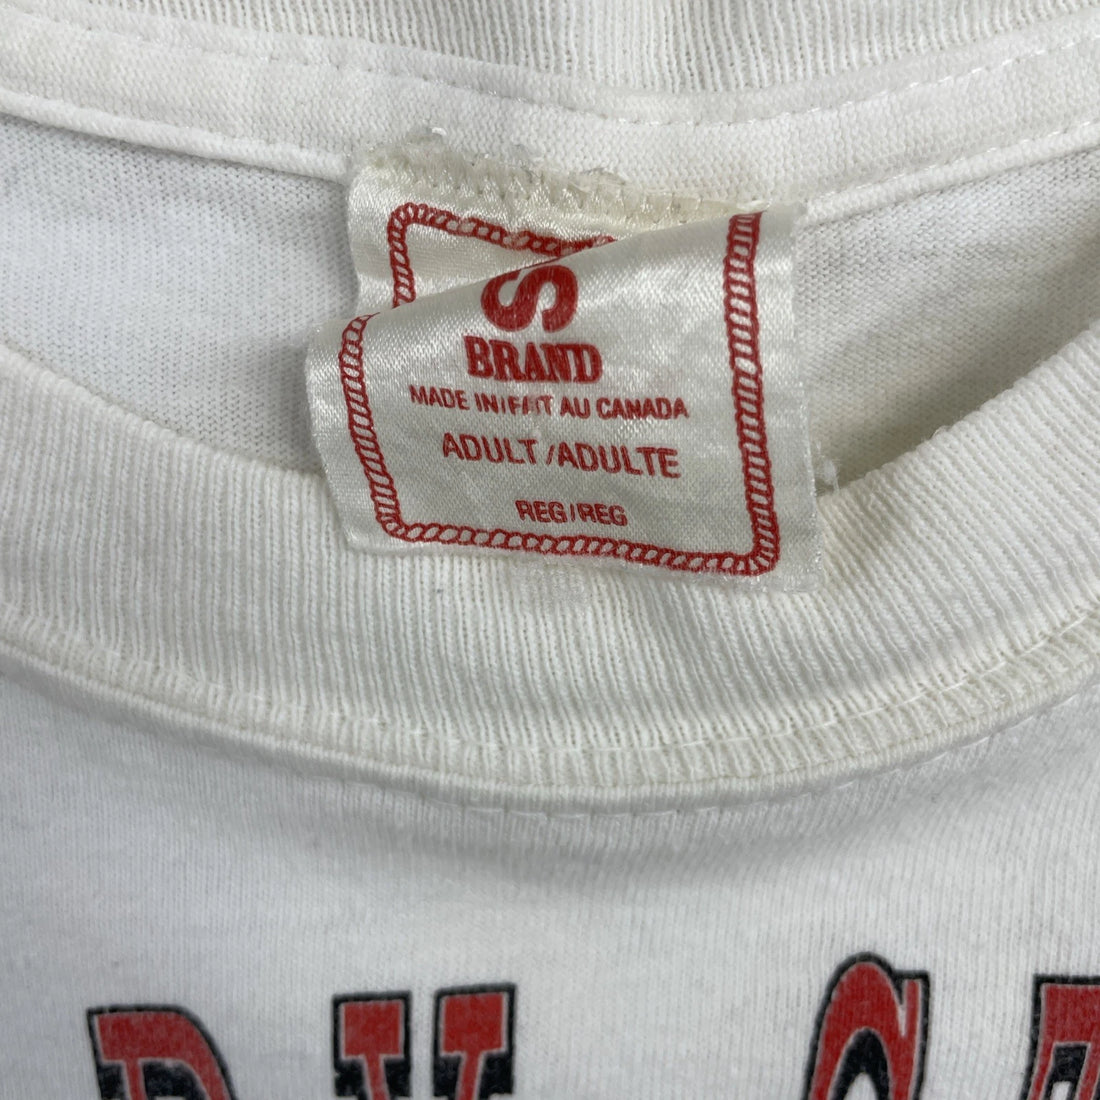 S
BRAND
MADE IN/FAIT AU CANADA
ADULT/ADULTE
REG/REG